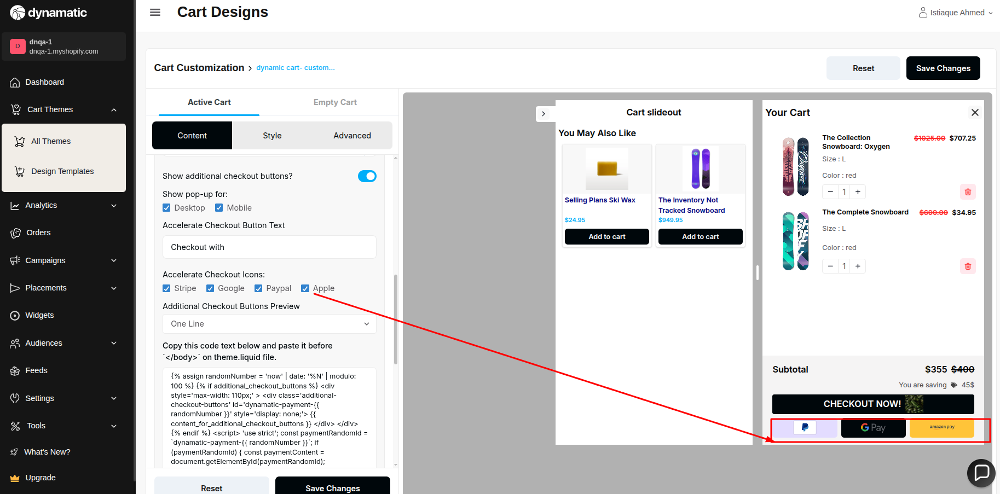 dynamatic
D
dnqa-1
dnqa-1.myshopify.com
Dashboard
Cart Themes
All Themes
Design Templates
Analytics
Orders
Campaigns
Placements
Widgets
Audiences
Feeds
Settings
Tools
What's New?
Upgrade
Cart Designs
Istiaque Ahmed
Cart Customization > dynamic cart- custom...
Reset
Save Changes
Active Cart
Empty Cart
Content
Style
Advanced
Show additional checkout buttons?
Show pop-up for:
Desktop
Mobile
Accelerate Checkout Button Text
Checkout with
Accelerate Checkout Icons:
Stripe
Google
Paypal
Apple
Additional Checkout Buttons Preview
One Line
Copy this code text below and paste it before
`</body>` on theme.liquid file.
{% assign randomNumber = 'now' | date: '%N' | modulo:
100 %} {% if additional_checkout_buttons %} <div
style='max-width: 110px;' > <div class='additional-
checkout-buttons' id='dynamatic-payment-{{
randomNumber }}' style='display: none;'> {{
content_for_additional_checkout_buttons }} </div> </div>
{% endif %} <script> 'use strict'; const paymentRandomId =
`dynamatic-payment-{{ randomNumber }}`; if
(paymentRandomId) { const paymentContent =
document.getElementById(paymentRandomId);
Reset
Save Changes
Cart slideout
You May Also Like
Selling Plans Ski Wax
$24.95
Add to cart
The Inventory Not
Tracked Snowboard
$949.95
Add to cart
Your Cart
The Collection
Snowboard: Oxygen
$1025.00 $707.25
Size : L
Color : red
− 1 +
The Complete Snowboard
$600.00 $34.95
Size : L
Color : red
− 1 +
Subtotal
$355 $400
You are saving 45$
CHECKOUT NOW!
G Pay
amazon pay